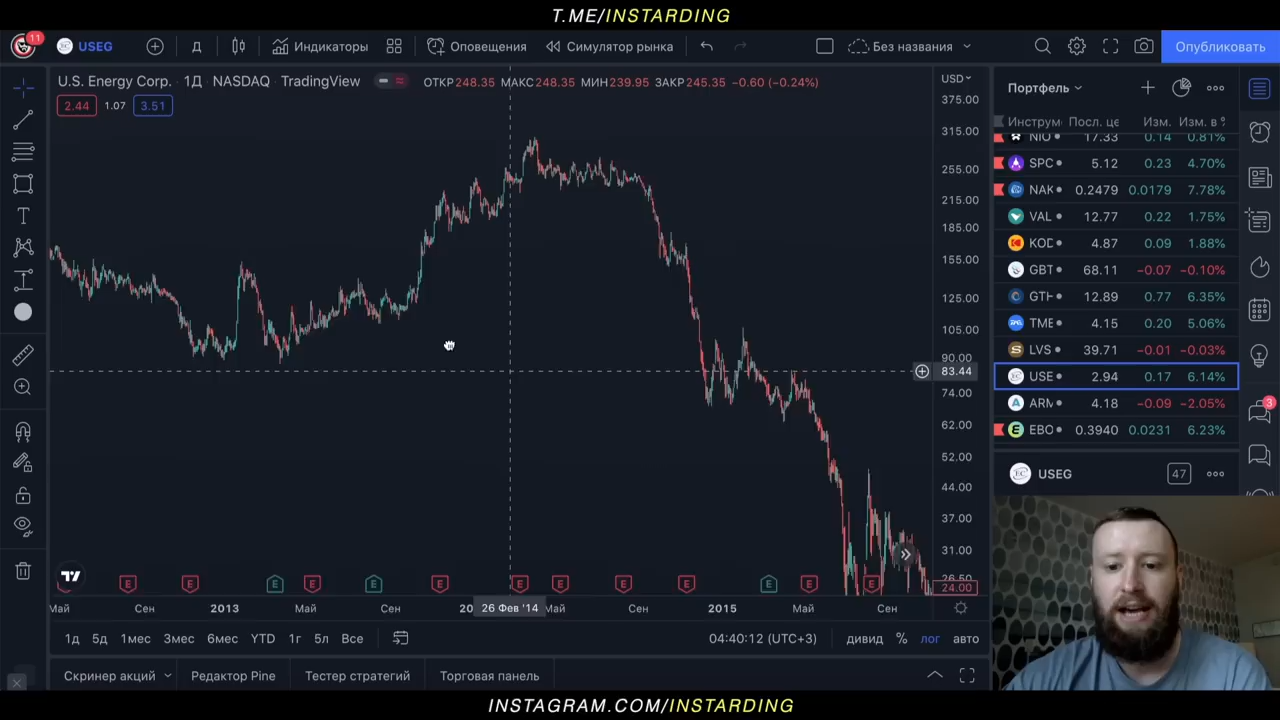 T.ME/INSTARDING
11
USEG
Д
Индикаторы
Оповещения
Симулятор рынка
Без названия
Опубликовать
U.S. Energy Corp. · 1Д · NASDAQ · TradingView
ОТКР248.35 МАКС248.35 МИН239.95 ЗАКР245.35 −0.60 (−0.24%)
2.44 1.07 3.51
USD
375.00
315.00
255.00
215.00
185.00
155.00
125.00
105.00
90.00
83.44
74.00
62.00
52.00
44.00
37.00
31.00
26.50
24.00
Портфель
Инструм Посл. це Изм. Изм. в %
NIO 17.33 0.14 0.81%
SPC 5.12 0.23 4.70%
NAK 0.2479 0.0179 7.78%
VAL 12.77 0.22 1.75%
KOD 4.87 0.09 1.88%
GBT 68.11 −0.07 −0.10%
GTH 12.89 0.77 6.35%
TME 4.15 0.20 5.06%
LVS 39.71 −0.01 −0.03%
USE 2.94 0.17 6.14%
ARM 4.18 −0.09 −2.05%
EBO 0.3940 0.0231 6.23%
USEG 47
3
E E E E E E E E E E E E E
Май Сен 2013 Май Сен 20 26 Фев '14 Май Сен 2015 Май Сен
1д 5д 1мес 3мес 6мес YTD 1г 5л Все
04:40:12 (UTC+3) дивид % лог авто
Скринер акций Редактор Pine Тестер стратегий Торговая панель
INSTAGRAM.COM/INSTARDING